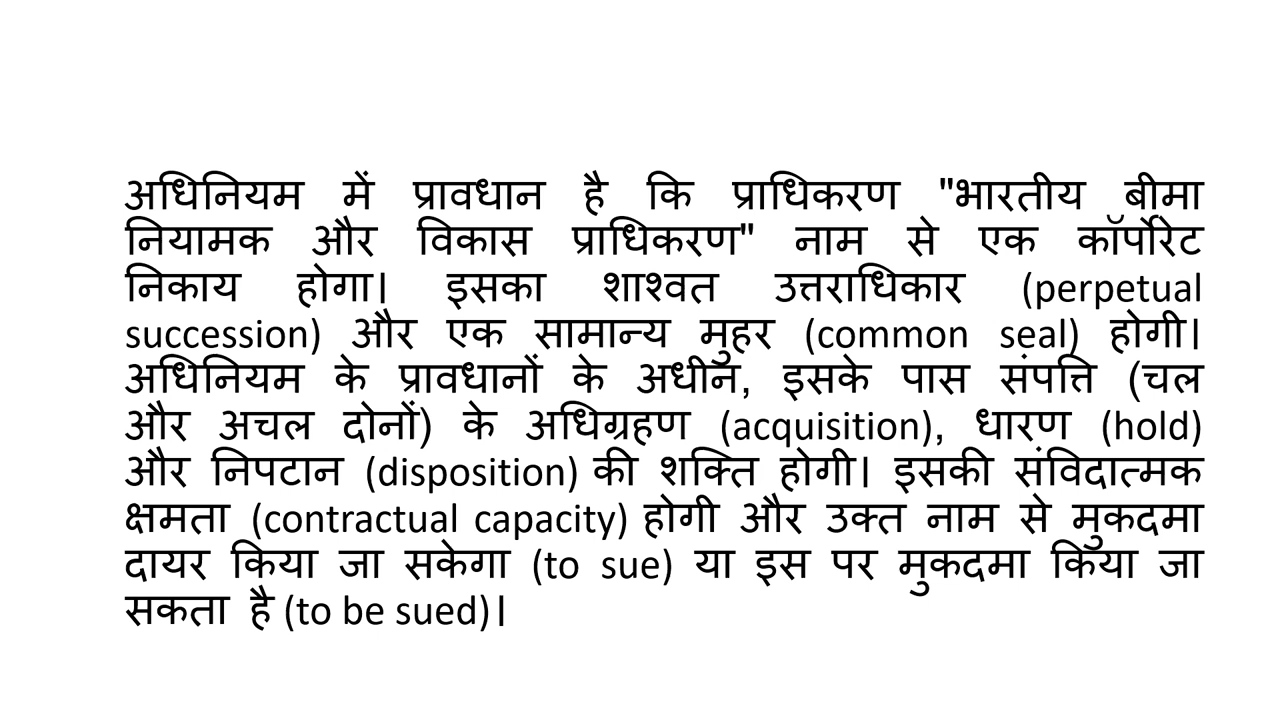 अधिनियम में प्रावधान है कि प्राधिकरण "भारतीय बीमा
नियामक और विकास प्राधिकरण" नाम से एक कॉर्पोरेट
निकाय होगा। इसका शाश्वत उत्तराधिकार (perpetual
succession) और एक सामान्य मुहर (common seal) होगी।
अधिनियम के प्रावधानों के अधीन, इसके पास संपत्ति (चल
और अचल दोनों) के अधिग्रहण (acquisition), धारण (hold)
और निपटान (disposition) की शक्ति होगी। इसकी संविदात्मक
क्षमता (contractual capacity) होगी और उक्त नाम से मुकदमा
दायर किया जा सकेगा (to sue) या इस पर मुकदमा किया जा
सकता है (to be sued)।